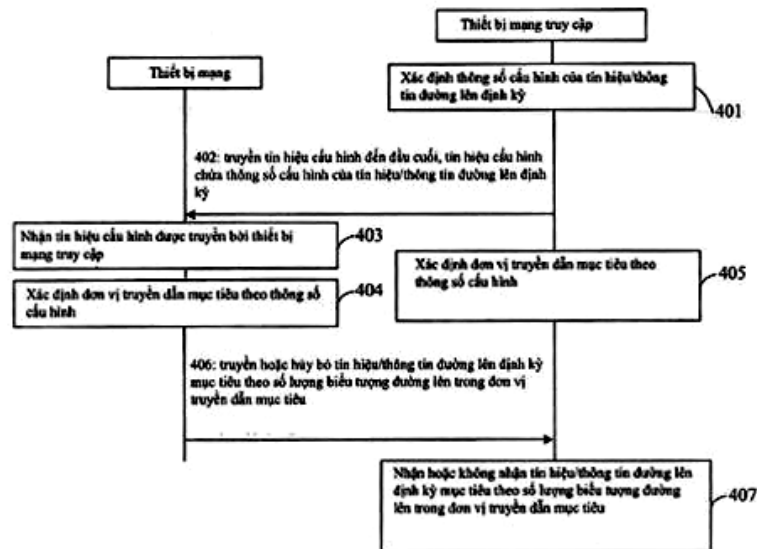 Thiết bị mạng truy cập
Thiết bị mạng
Xác định thông số cấu hình của tín hiệu/thông
tin đường lên định kỳ
401
402: truyền tín hiệu cấu hình đến đầu cuối, tín hiệu cấu hình
chứa thông số cấu hình của tín hiệu/thông tin đường lên định
kỳ
Nhận tín hiệu cấu hình được truyền bởi thiết bị
mạng truy cập
403
Xác định đơn vị truyền dẫn mục tiêu theo
thông số cấu hình
405
Xác định đơn vị truyền dẫn mục tiêu theo thông số
cấu hình
404
406: truyền hoặc hủy bỏ tín hiệu/thông tin đường lên định kỳ
mục tiêu theo số lượng biểu tượng đường lên trong đơn vị
truyền dẫn mục tiêu
Nhận hoặc không nhận tín hiệu/thông tin đường lên
định kỳ mục tiêu theo số lượng biểu tượng đường
lên trong đơn vị truyền dẫn mục tiêu
407